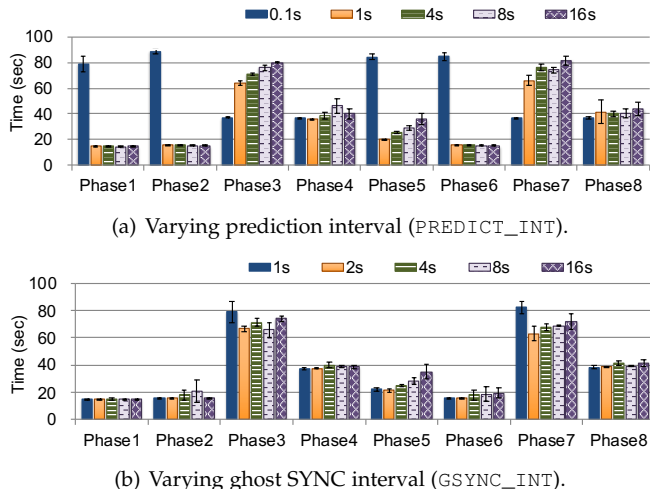 0.1s 1s 4s 8s 16s
100
80
60
40
20
0
Time (sec)
Phase1 Phase2 Phase3 Phase4 Phase5 Phase6 Phase7 Phase8
(a) Varying prediction interval (PREDICT_INT).
1s 2s 4s 8s 16s
100
80
60
40
20
0
Time (sec)
Phase1 Phase2 Phase3 Phase4 Phase5 Phase6 Phase7 Phase8
(b) Varying ghost SYNC interval (GSYNC_INT).